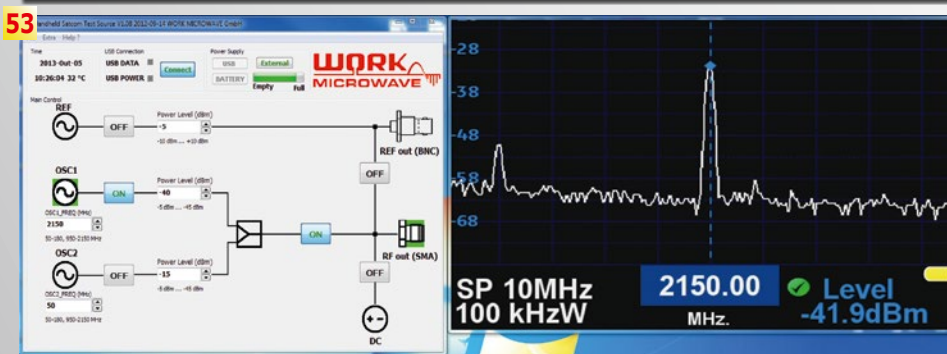 53
Handheld Satcom Test Source V1.08 2012-09-14 WORK MICROWAVE GmbH
Extra Help ?
Time
USB Connection
Power Supply
2013-Out-05
USB DATA
USB
External
10:26:04 32 °C
USB POWER
Connect
BATTERY
Empty
Full
WORK
MICROWAVE
Main Control
REF
OFF
Power Level (dBm)
-5
-10 dBm ... +10 dBm
REF out (BNC)
OFF
OSC1
ON
Power Level (dBm)
-40
-5 dBm ... -45 dBm
OSC1_FREQ (MHz)
2150
50-180, 950-2150 MHz
ON
RF out (SMA)
OSC2
OFF
Power Level (dBm)
-15
-5 dBm ... -45 dBm
OFF
OSC2_FREQ (MHz)
50
50-180, 950-2150 MHz
DC
-28
-38
-48
-58
-68
SP 10MHz
100 kHzW
2150.00
MHz.
Level
-41.9dBm